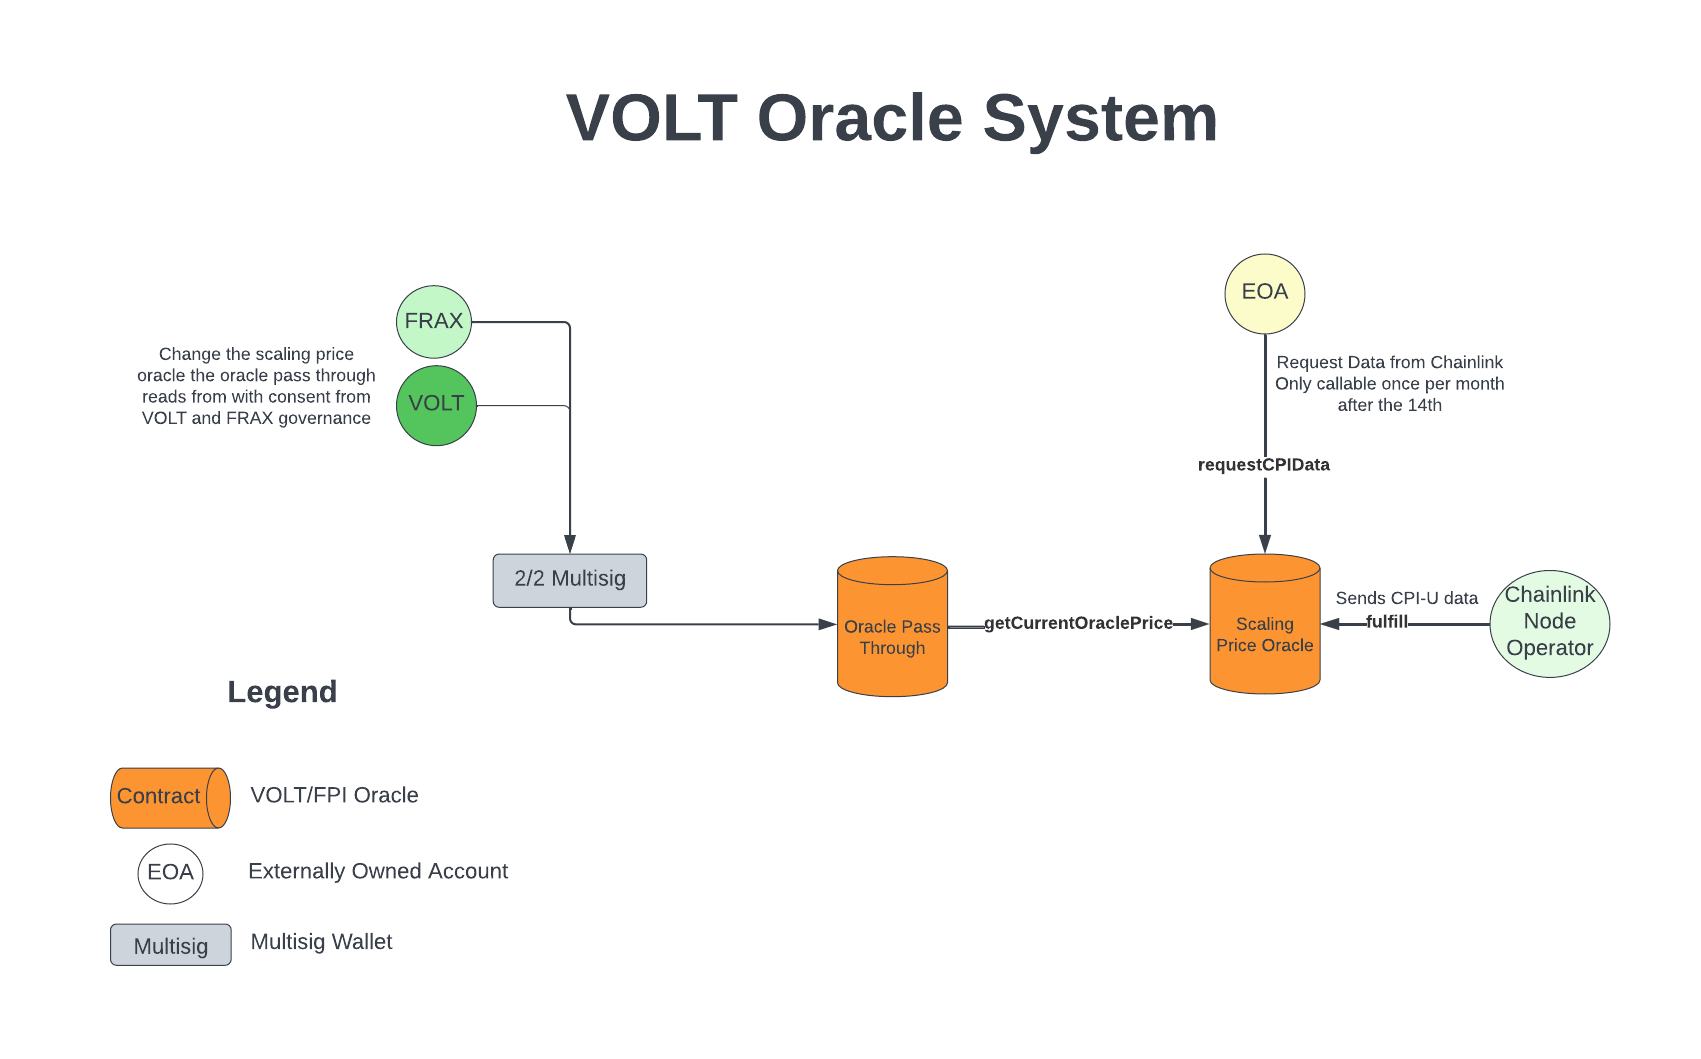 VOLT Oracle System
EOA
FRAX
Change the scaling price
oracle the oracle pass through
reads from with consent from
VOLT and FRAX governance
VOLT
Request Data from Chainlink
Only callable once per month
after the 14th
requestCPIData
2/2 Multisig
Oracle Pass
Through
getCurrentOraclePrice
Scaling
Price Oracle
Sends CPI-U data
fulfill
Chainlink
Node
Operator
Legend
Contract
VOLT/FPI Oracle
EOA
Externally Owned Account
Multisig
Multisig Wallet